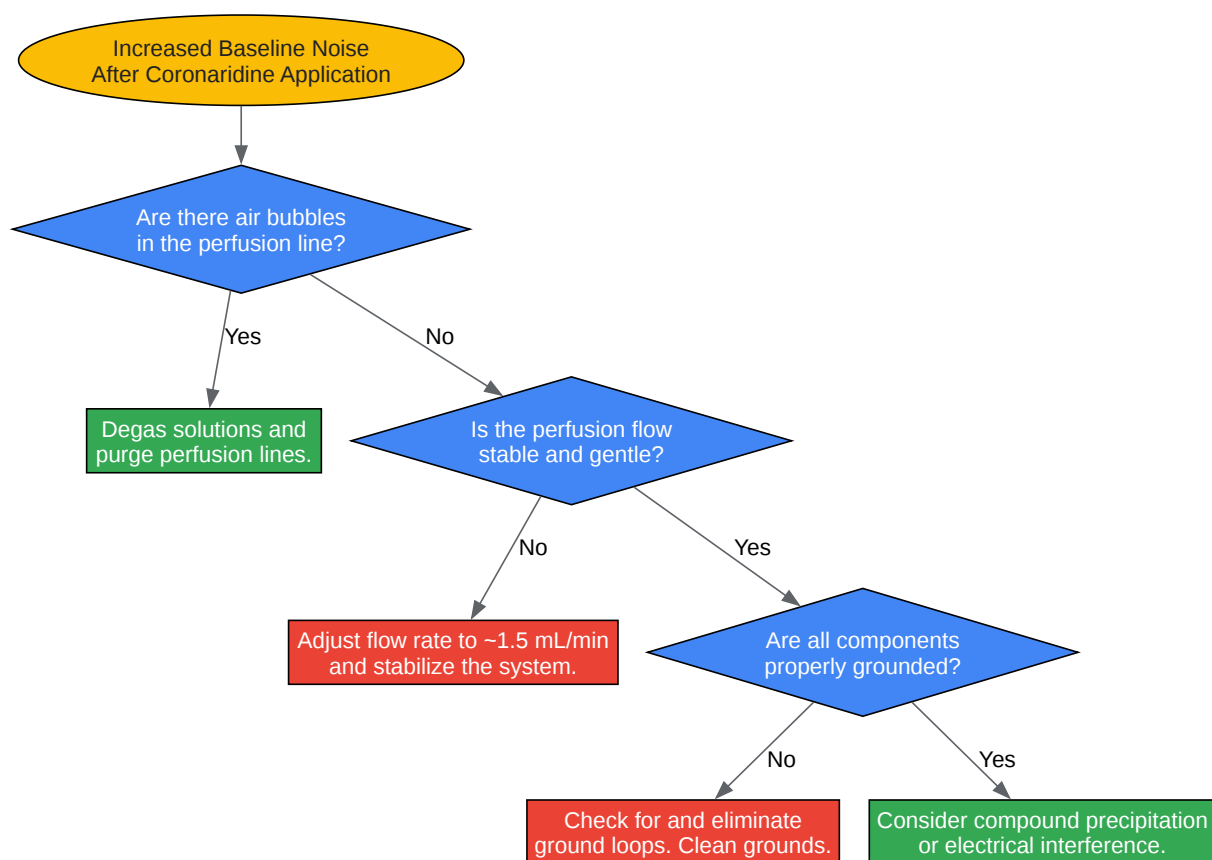 Increased Baseline Noise
After Coronaridine Application
Are there air bubbles
in the perfusion line?
Yes
No
Degas solutions and
purge perfusion lines.
Is the perfusion flow
stable and gentle?
No
Yes
Adjust flow rate to ~1.5 mL/min
and stabilize the system.
Are all components
properly grounded?
No
Yes
Check for and eliminate
ground loops. Clean grounds.
Consider compound precipitation
or electrical interference.